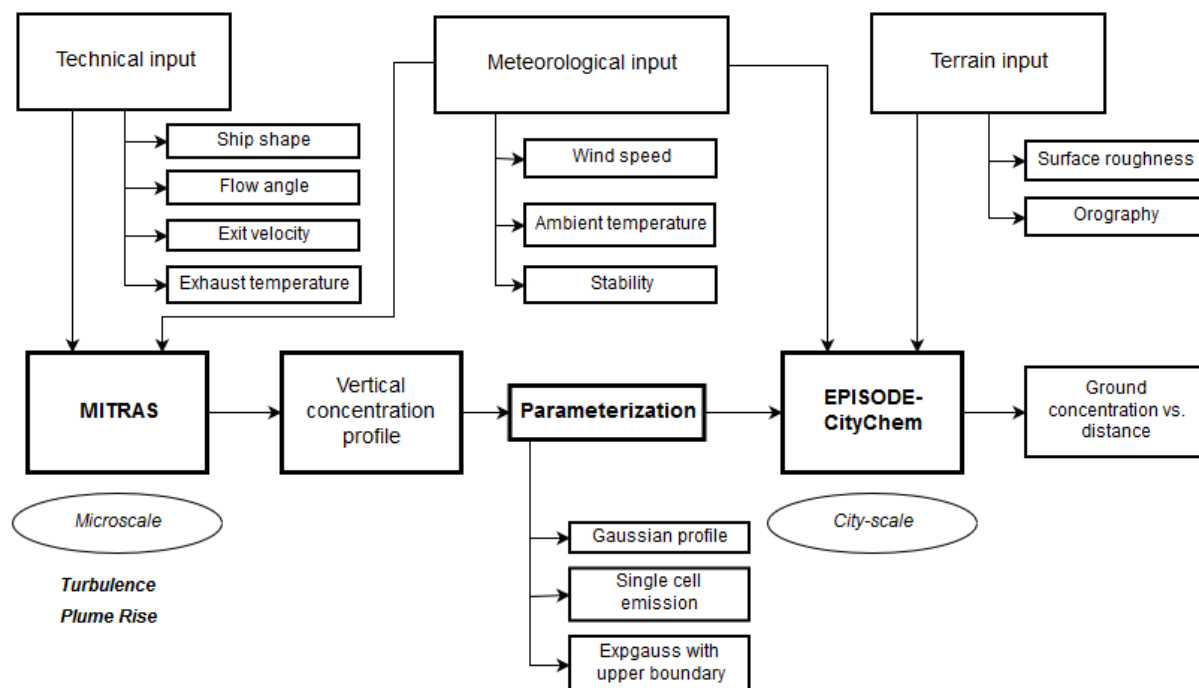 Technical input
Meteorological input
Terrain input
Ship shape
Flow angle
Exit velocity
Exhaust temperature
Wind speed
Ambient temperature
Stability
Surface roughness
Orography
MITRAS
Vertical
concentration
profile
Parameterization
EPISODE-
CityChem
Ground
concentration vs.
distance
Microscale
City-scale
Turbulence
Plume Rise
Gaussian profile
Single cell
emission
Expgauss with
upper boundary